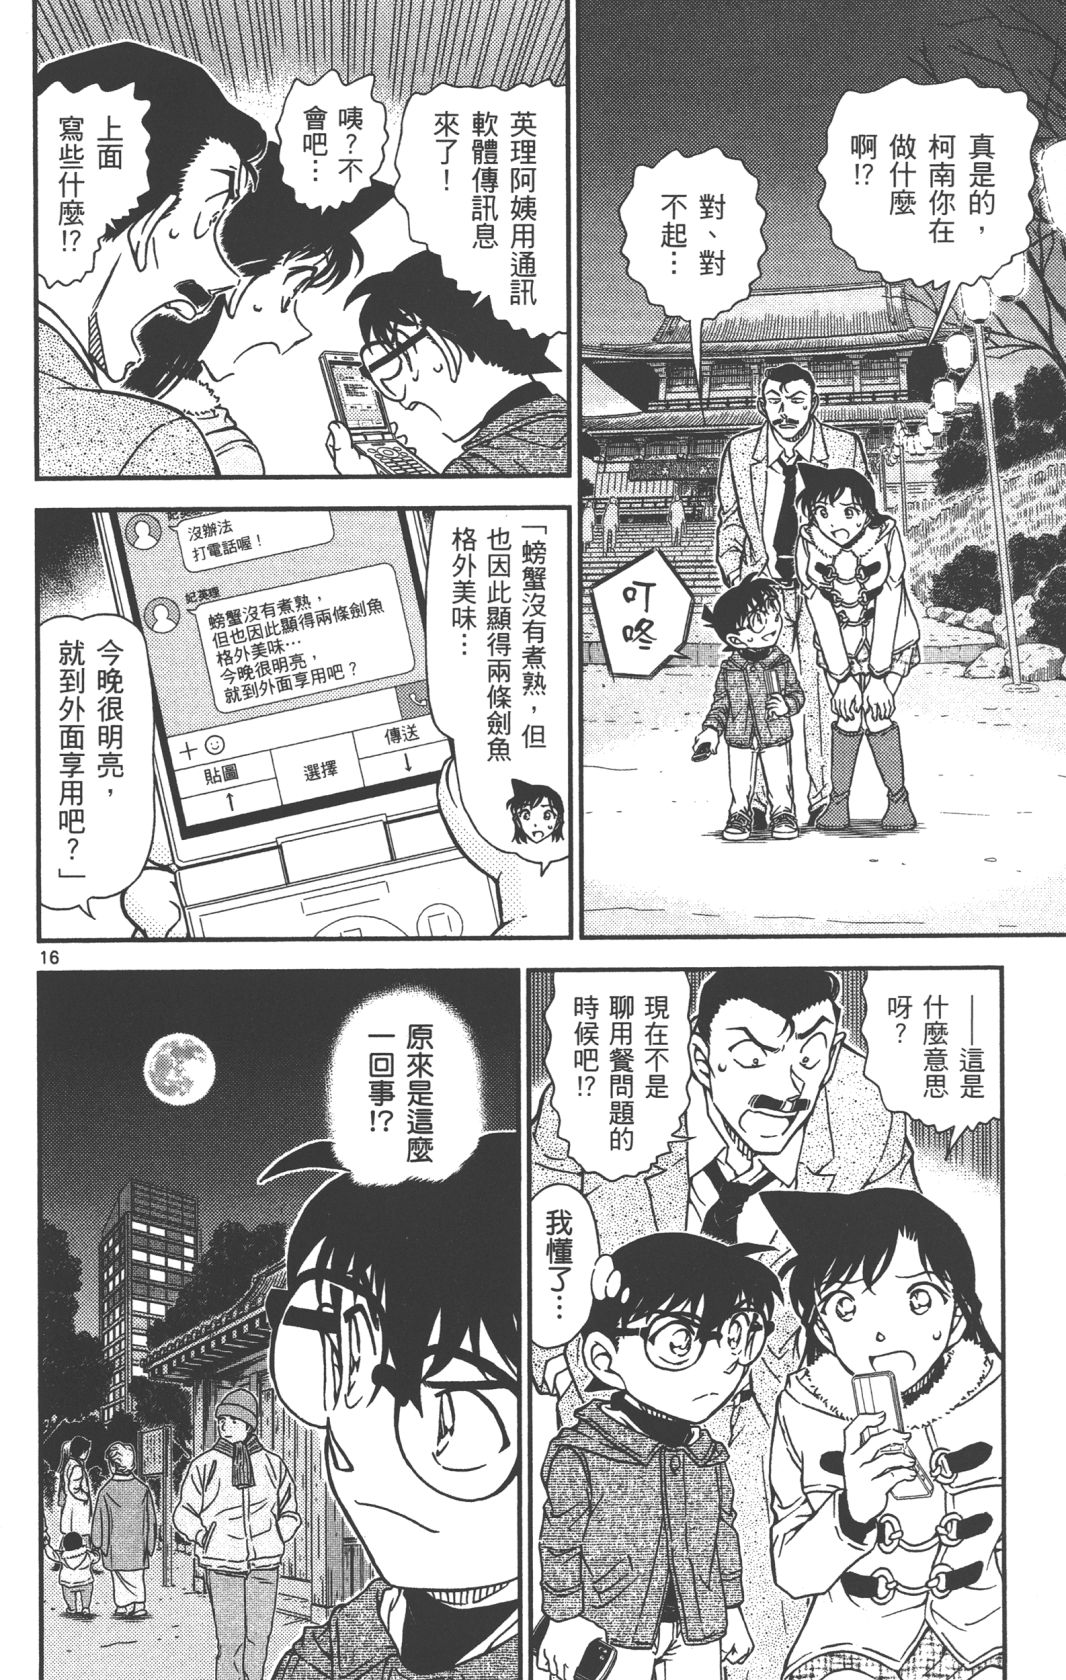 真是的，
柯南你在
做什麼
啊!?
對、對
不起…
叮
咚
英理阿姨用通訊
軟體傳訊息
來了！
咦？不
會吧…
上面
寫些什麼!?
「螃蟹沒有煮熟，但
也因此顯得兩條劍魚
格外美味…
沒辦法
打電話喔！
紀英理
螃蟹沒有煮熟，
但也因此顯得兩條劍魚
格外美味…
今晚很明亮，
就到外面享用吧？
傳送
↓
選擇
貼圖
↑
今晚很明亮，
就到外面享用吧？」
16
——這是
什麼意思
呀？
現在不是
聊用餐問題的
時候吧!?
我懂了…
原來是這麼
一回事!?